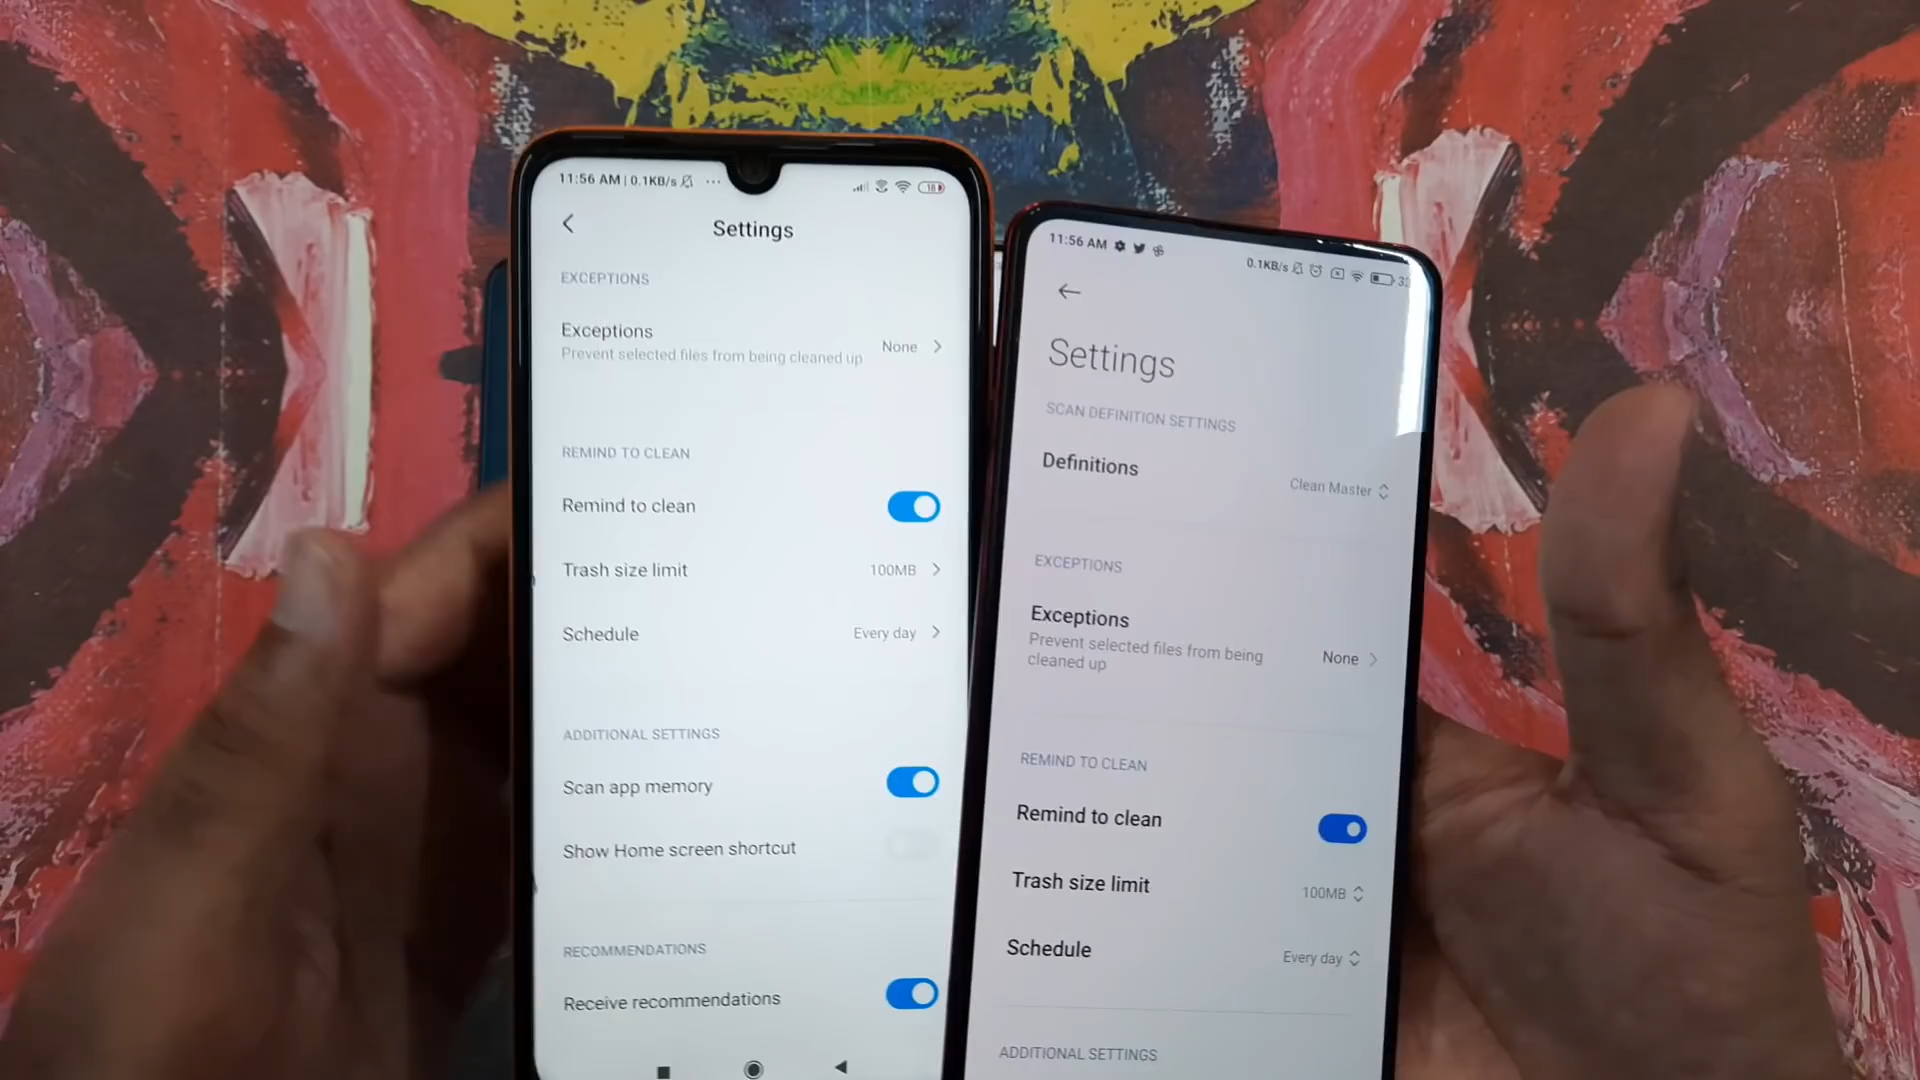 11:56 AM | 0.1KB/s ...
18
Settings
EXCEPTIONS
Exceptions
Prevent selected files from being cleaned up
None
REMIND TO CLEAN
Remind to clean
Trash size limit
100MB
Schedule
Every day
ADDITIONAL SETTINGS
Scan app memory
Show Home screen shortcut
RECOMMENDATIONS
Receive recommendations
11:56 AM
0.1KB/s
Settings
SCAN DEFINITION SETTINGS
Definitions
Clean Master
EXCEPTIONS
Exceptions
Prevent selected files from being
cleaned up
None
REMIND TO CLEAN
Remind to clean
Trash size limit
100MB
Schedule
Every day
ADDITIONAL SETTINGS